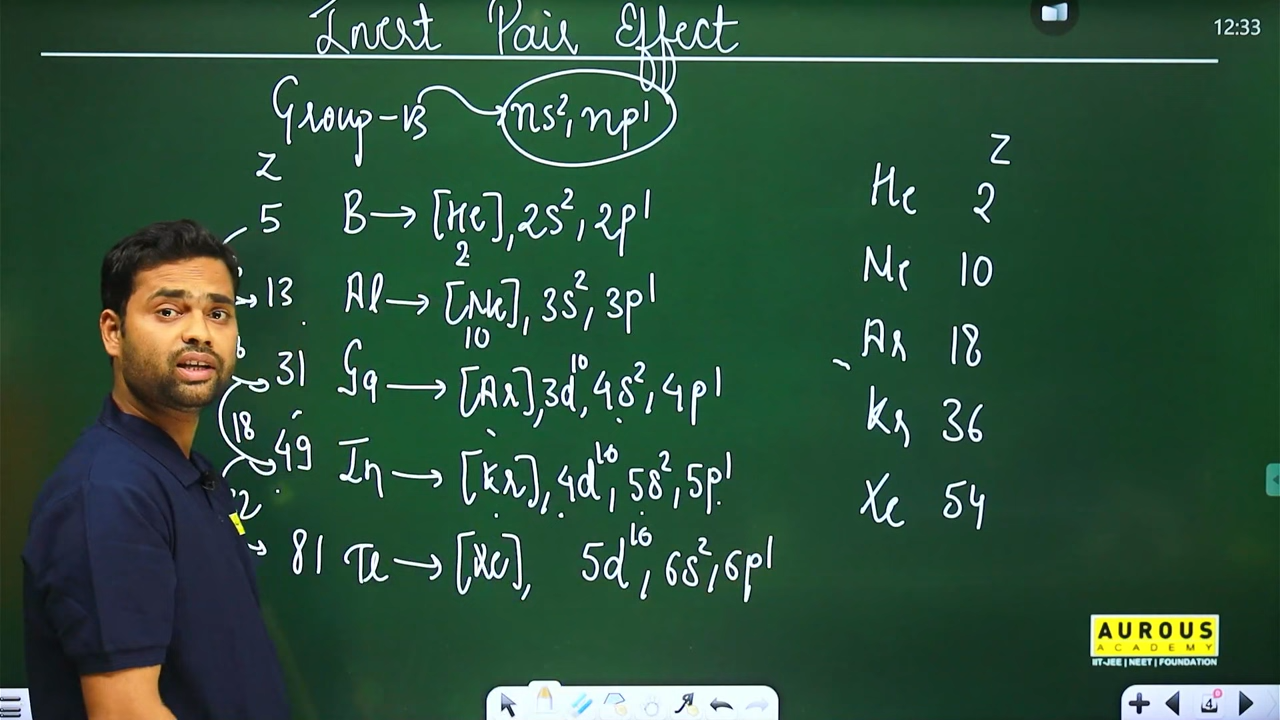 Inert Pair Effect
12:33
Group-13 → ns², np¹
Z
5 B → [He], 2s², 2p¹
2
13 Al → [Ne], 3s², 3p¹
10
31 Ga → [Ar], 3d¹⁰, 4s², 4p¹
18
49 In → [Kr], 4d¹⁰, 5s², 5p¹
81 Tl → [Xe], 5d¹⁰, 6s², 6p¹
Z
He 2
Ne 10
Ar 18
Kr 36
Xe 54
AUROUS
ACADEMY
IIT-JEE | NEET | FOUNDATION
4